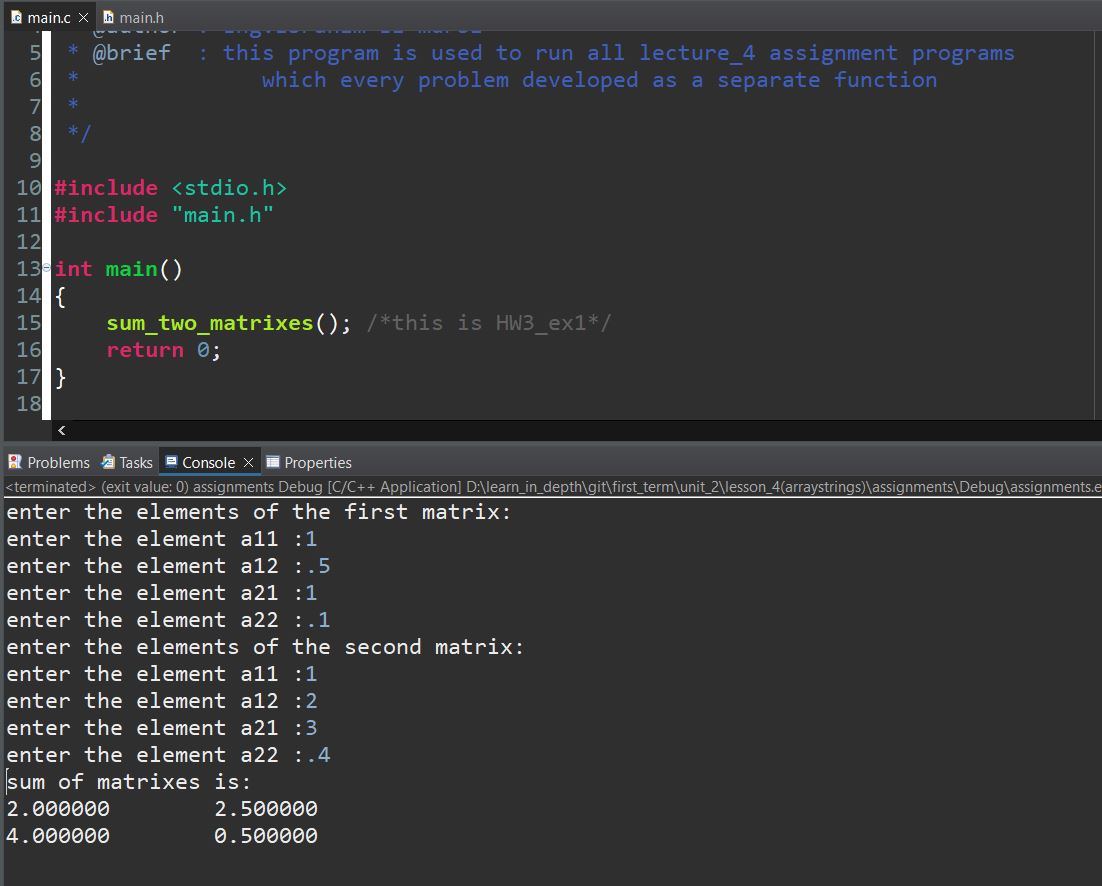 main.c main.h
5 * @brief : this program is used to run all lecture_4 assignment programs
6 * which every problem developed as a separate function
7 *
8 */
9
10 #include <stdio.h>
11 #include "main.h"
12
13 int main()
14 {
15 sum_two_matrixes(); /*this is HW3_ex1*/
16 return 0;
17 }
18
<
Problems Tasks Console Properties
<terminated> (exit value: 0) assignments Debug [C/C++ Application] D:\learn_in_depth\git\first_term\unit_2\lesson_4(arraystrings)\assignments\Debug\assignments.e
enter the elements of the first matrix:
enter the element a11 :1
enter the element a12 :.5
enter the element a21 :1
enter the element a22 :.1
enter the elements of the second matrix:
enter the element a11 :1
enter the element a12 :2
enter the element a21 :3
enter the element a22 :.4
sum of matrixes is:
2.000000 2.500000
4.000000 0.500000